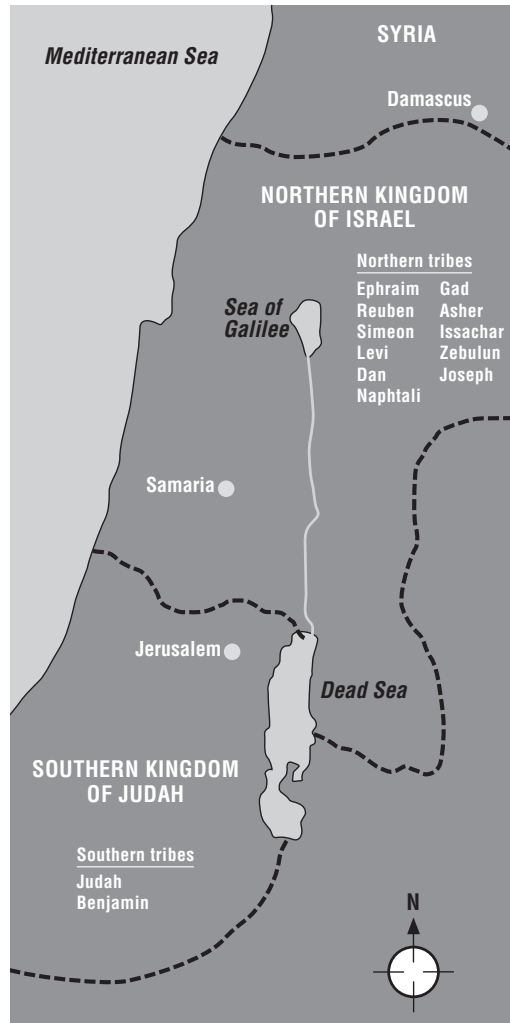 Mediterranean Sea
SYRIA
Damascus
NORTHERN KINGDOM
OF ISRAEL
Northern tribes
Ephraim Gad
Reuben Asher
Simeon Issachar
Levi Zebulun
Dan Joseph
Naphtali
Sea of
Galilee
Samaria
Jerusalem
Dead Sea
SOUTHERN KINGDOM
OF JUDAH
Southern tribes
Judah
Benjamin
N